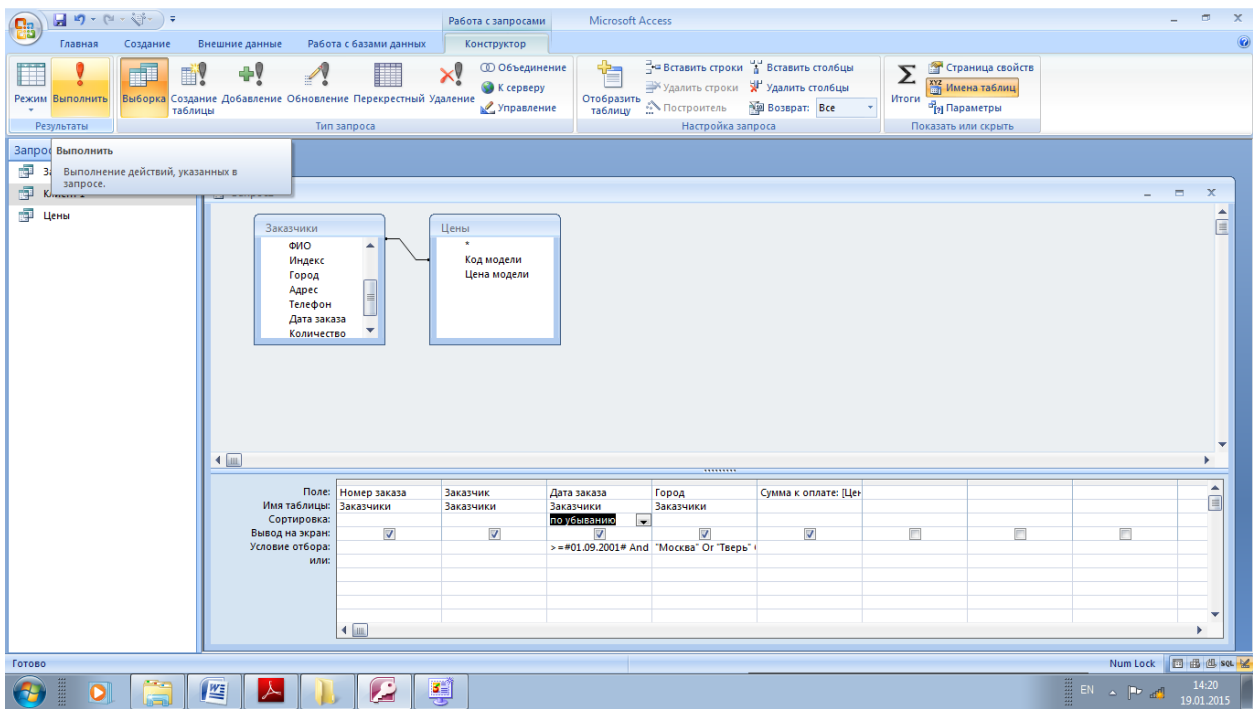 Работа с запросами
Microsoft Access
Главная Создание Внешние данные Работа с базами данных Конструктор
Режим Выполнить
Выборка Создание таблицы Добавление Обновление Перекрестный Удаление
Объединение
К серверу
Управление
Отобразить таблицу
Вставить строки
Удалить строки
Построитель
Вставить столбцы
Удалить столбцы
Возврат: Все
Итоги
Страница свойств
XYZ Имена таблиц
Параметры
Результаты Тип запроса Настройка запроса Показать или скрыть
Выполнить
Выполнение действий, указанных в
запросе.
Цены
Заказчики
ФИО
Индекс
Город
Адрес
Телефон
Дата заказа
Количество
Цены
*
Код модели
Цена модели
Поле: Номер заказа Заказчик Дата заказа Город Сумма к оплате: [Цен
Имя таблицы: Заказчики Заказчики Заказчики Заказчики
Сортировка: по убыванию
Вывод на экран:
Условие отбора: >=#01.09.2001# And "Москва" Or "Тверь"
или:
Готово
Num Lock
SQL
EN
14:20
19.01.2015